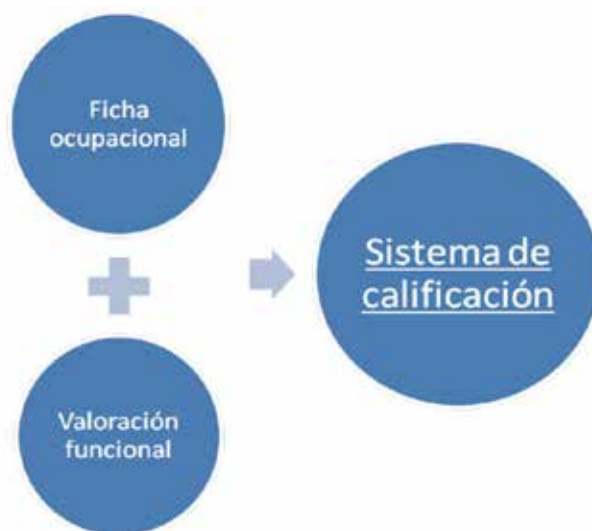 Ficha
ocupacional
Sistema de
calificación
Valoración
funcional